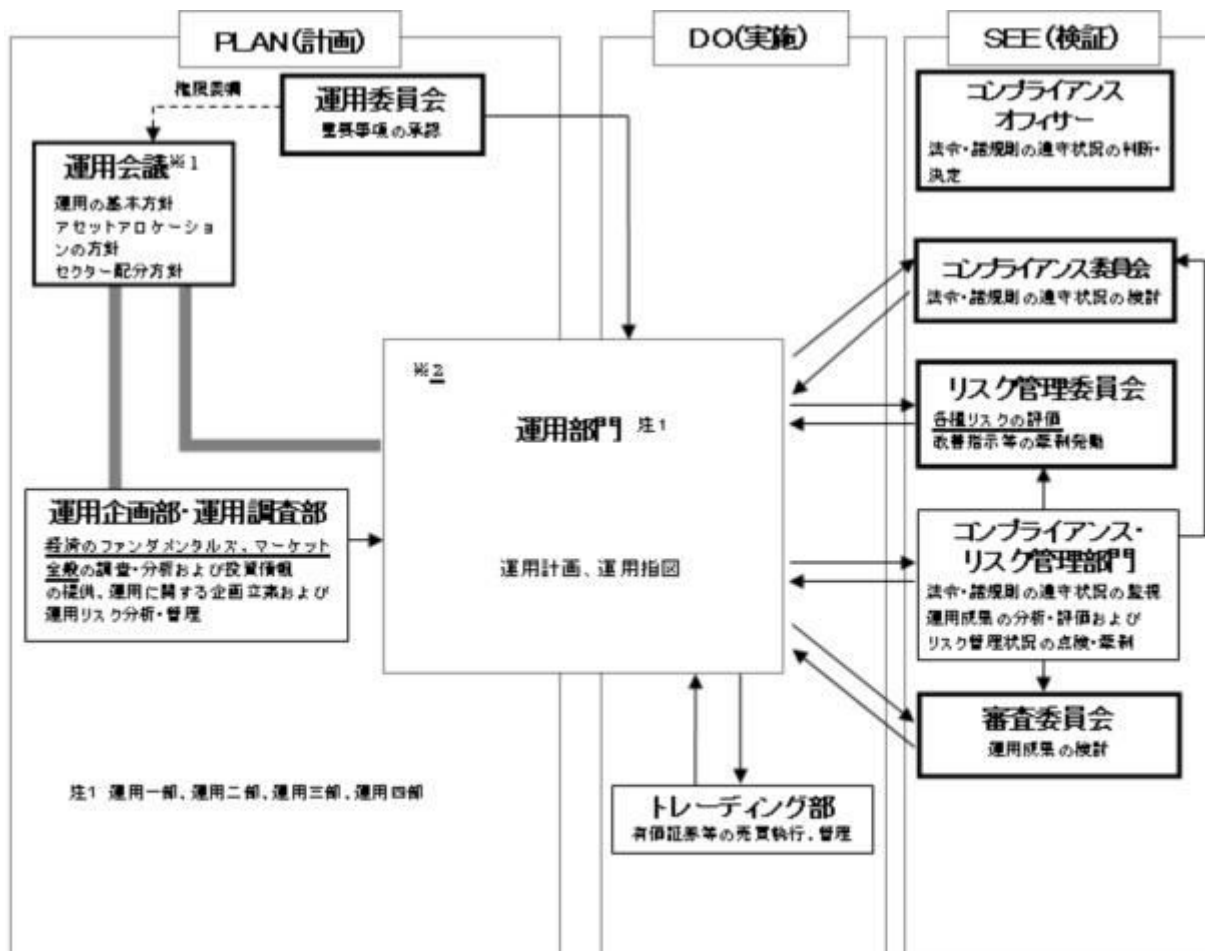 PLAN(計画)
DO(実施)
SEE(検証)
権限委嘱
運用委員会
重要事項の承認
運用会議※1
運用の基本方針
アセットアロケーショ
ンの方針
セクター配分方針
運用企画部・運用調査部
経済のファンダメンタルズ、マーケット
全般の調査・分析および投資情報
の提供、運用に関する企画立案および
運用リスク分析・管理
注1 運用一部、運用二部、運用三部、運用四部
※2
運用部門 注1
運用計画、運用指図
トレーディング部
有価証券等の売買執行、管理
コンプライアンス
オフィサー
法令・諸規則の遵守状況の判断・
決定
コンプライアンス委員会
法令・諸規則の遵守状況の検討
リスク管理委員会
各種リスクの評価
改善指示等の牽制発動
コンプライアンス・
リスク管理部門
法令・諸規則の遵守状況の監視
運用成果の分析・評価および
リスク管理状況の点検・牽制
審査委員会
運用成果の検討